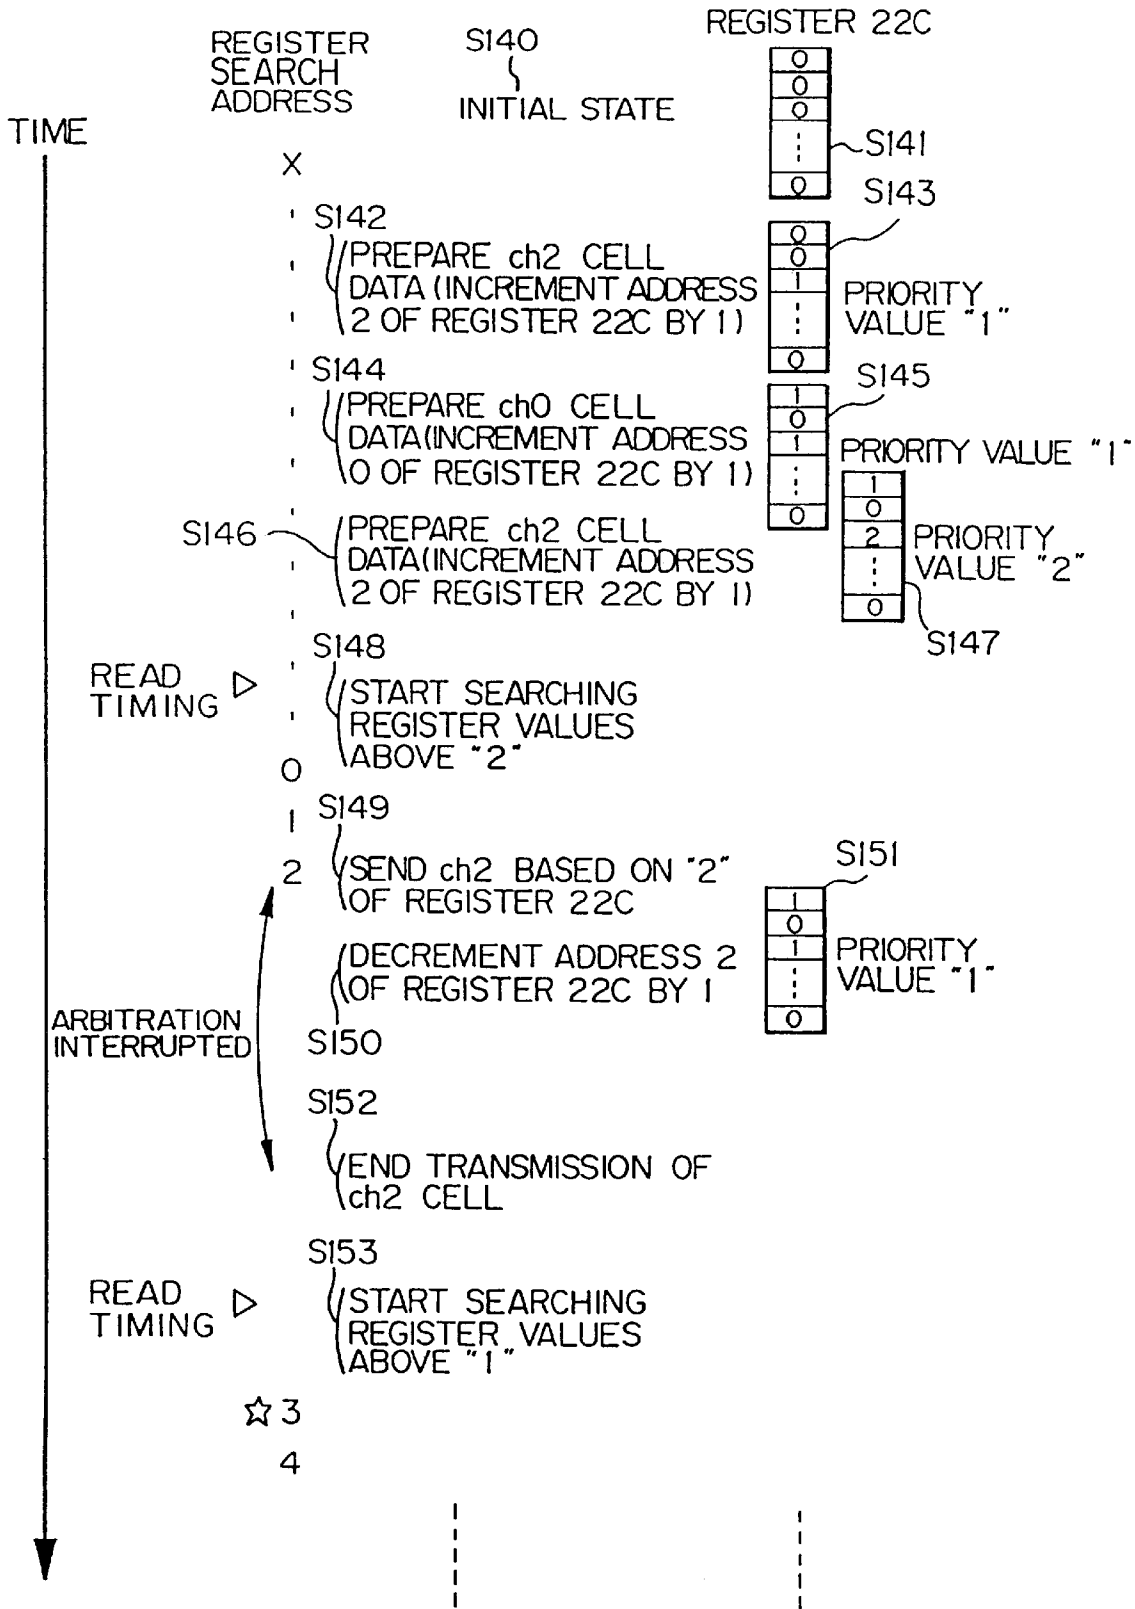 REGISTER 22C
REGISTER
SEARCH
ADDRESS
S140
INITIAL STATE
0
0
0
0
S141
TIME
X
S142
PREPARE ch2 CELL
DATA (INCREMENT ADDRESS
2 OF REGISTER 22C BY 1)
S143
0
0
1
0
PRIORITY
VALUE "1"
S144
PREPARE ch0 CELL
DATA (INCREMENT ADDRESS
0 OF REGISTER 22C BY 1)
S145
1
0
1
0
PRIORITY VALUE "1"
S146
PREPARE ch2 CELL
DATA (INCREMENT ADDRESS
2 OF REGISTER 22C BY 1)
1
0
2
0
PRIORITY
VALUE "2"
S147
READ
TIMING
S148
START SEARCHING
REGISTER VALUES
ABOVE "2"
0
1
2
S149
SEND ch2 BASED ON "2"
OF REGISTER 22C
DECREMENT ADDRESS 2
OF REGISTER 22C BY 1
S150
S151
1
0
1
0
PRIORITY
VALUE "1"
ARBITRATION
INTERRUPTED
S152
END TRANSMISSION OF
ch2 CELL
READ
TIMING
S153
START SEARCHING
REGISTER VALUES
ABOVE "1"
☆ 3
4